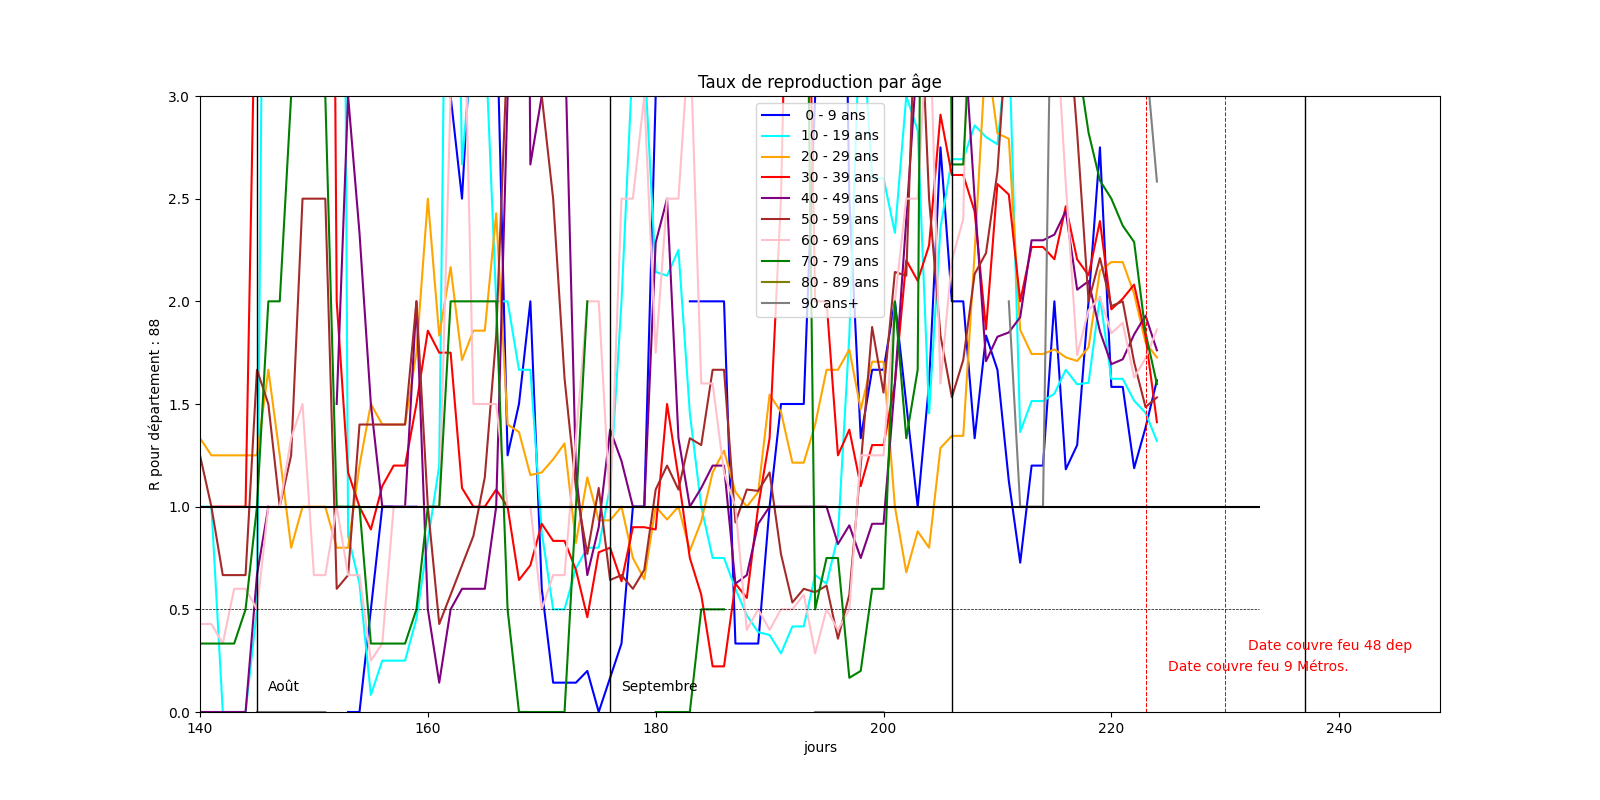 Taux de reproduction par âge
3.0
2.5
2.0
1.5
1.0
0.5
0.0
R pour département : 88
0 - 9 ans
10 - 19 ans
20 - 29 ans
30 - 39 ans
40 - 49 ans
50 - 59 ans
60 - 69 ans
70 - 79 ans
80 - 89 ans
90 ans+
Date couvre feu 48 dep
Date couvre feu 9 Métros.
Août
Septembre
140
160
180
200
220
240
jours